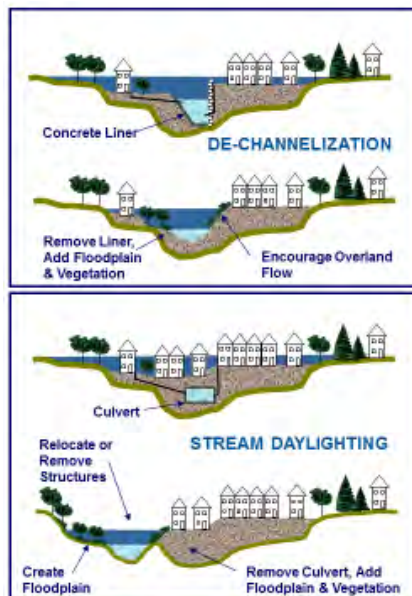 Concrete Liner
DE-CHANNELIZATION
Remove Liner,
Add Floodplain
& Vegetation
Encourage Overland
Flow
Culvert
Relocate or
Remove
Structures
STREAM DAYLIGHTING
Create
Floodplain
Remove Culvert, Add
Floodplain & Vegetation